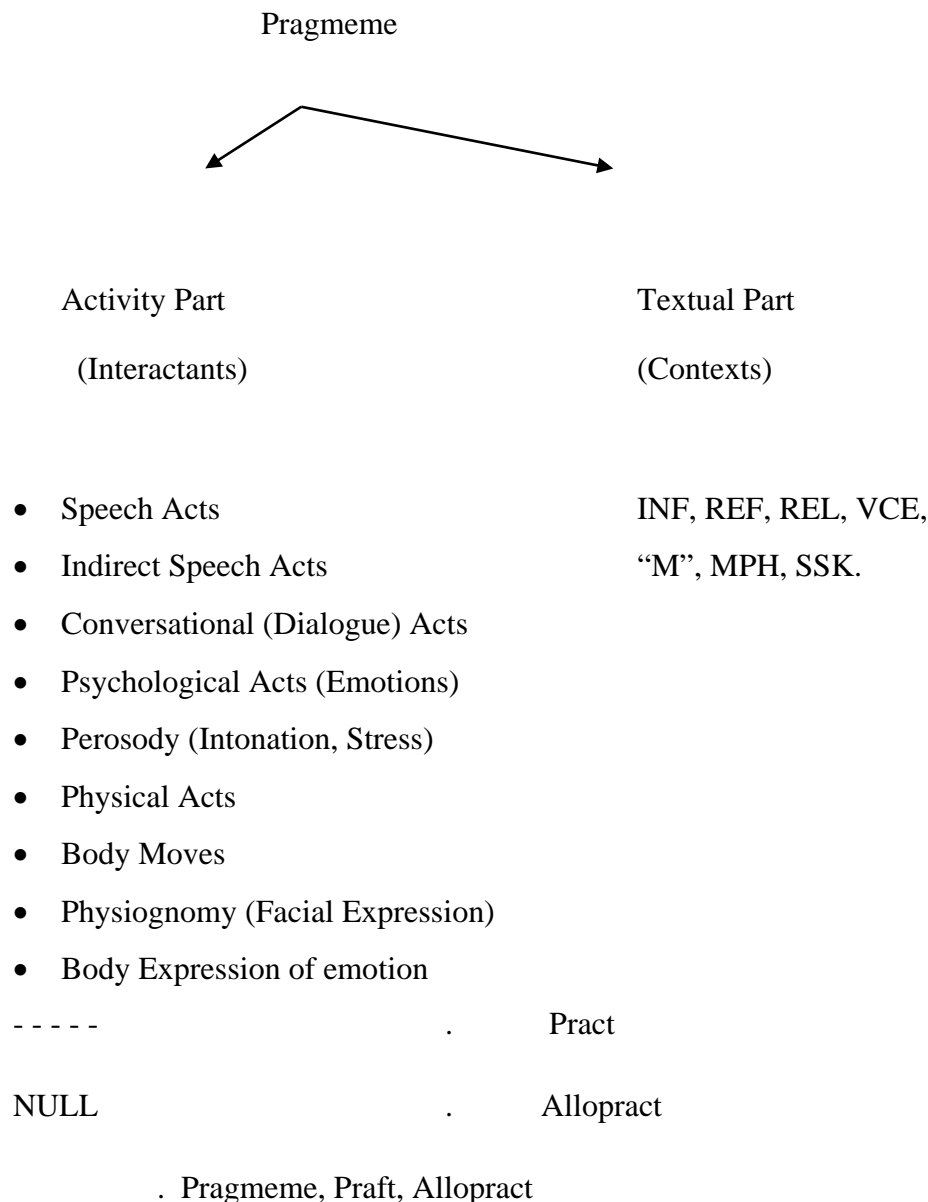 Pragmeme
Activity Part Textual Part
(Interactants) (Contexts)
• Speech Acts INF, REF, REL, VCE,
• Indirect Speech Acts “M”, MPH, SSK.
• Conversational (Dialogue) Acts
• Psychological Acts (Emotions)
• Perosody (Intonation, Stress)
• Physical Acts
• Body Moves
• Physiognomy (Facial Expression)
• Body Expression of emotion
- - - - - . Pract
NULL . Allopract
. Pragmeme, Praft, Allopract